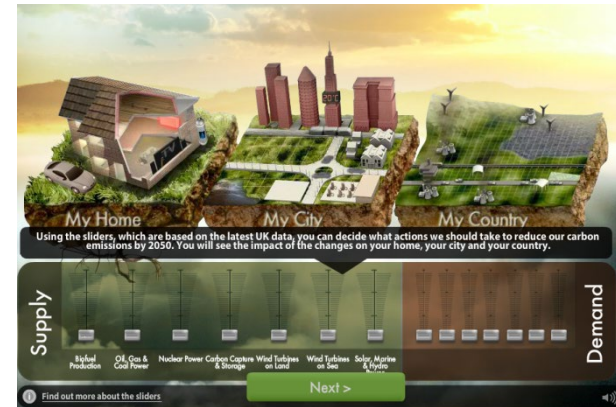 20°C
My Home
My City
My Country
Using the sliders, which are based on the latest UK data, you can decide what actions we should take to reduce our carbon
emissions by 2050. You will see the impact of the changes on your home, your city and your country.
Supply
Biofuel
Production
Oil, Gas &
Coal Power
Nuclear Power
Carbon Capture
& Storage
Wind Turbines
on Land
Wind Turbines
on Sea
Solar, Marine
& Hydro
Demand
Next >
i Find out more about the sliders